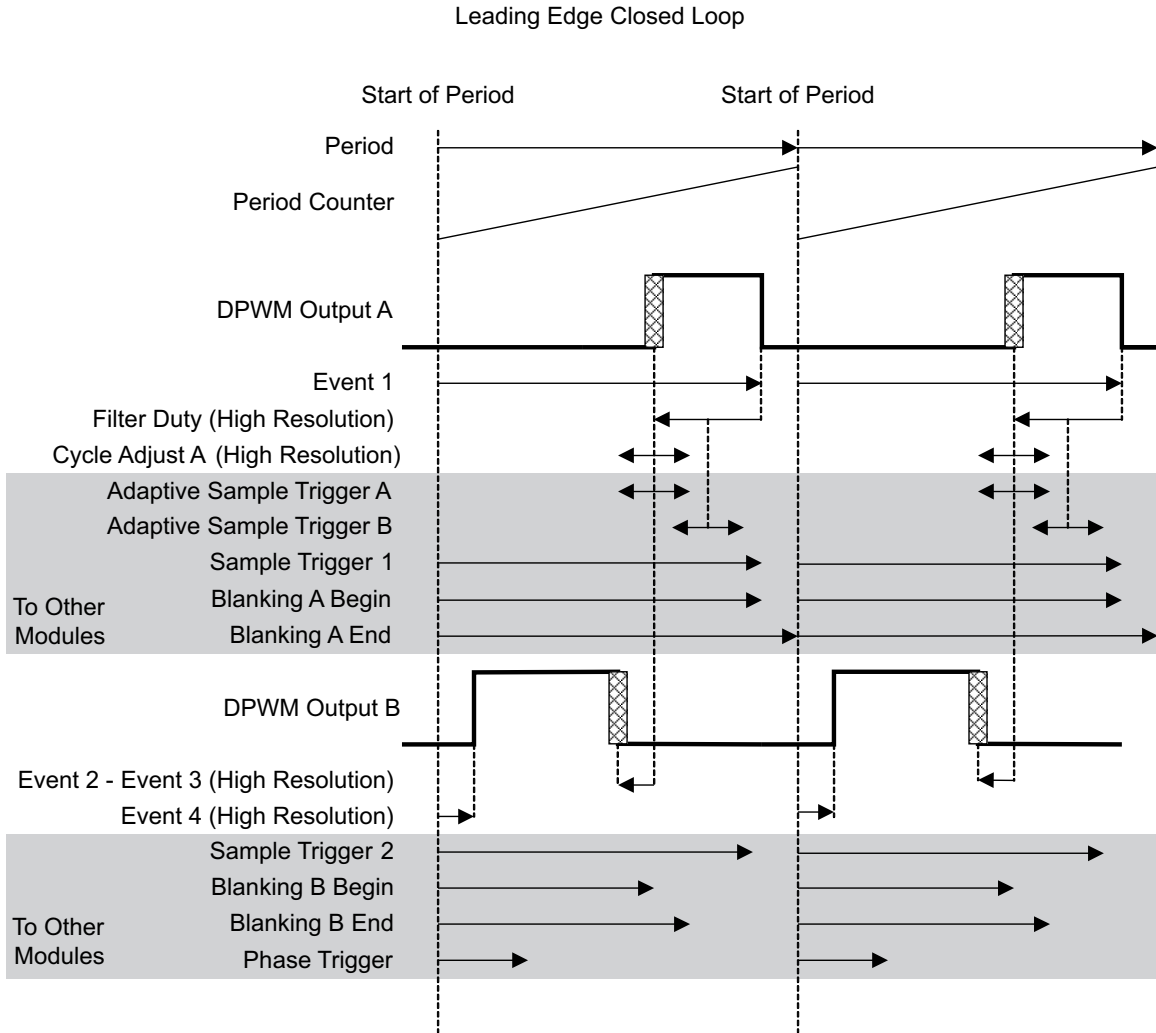 Leading Edge Closed Loop
Start of Period
Start of Period
Period
Period Counter
DPWM Output A
Event 1
Filter Duty (High Resolution)
Cycle Adjust A (High Resolution)
Adaptive Sample Trigger A
Adaptive Sample Trigger B
Sample Trigger 1
Blanking A Begin
Blanking A End
To Other
Modules
DPWM Output B
Event 2 - Event 3 (High Resolution)
Event 4 (High Resolution)
Sample Trigger 2
Blanking B Begin
Blanking B End
Phase Trigger
To Other
Modules